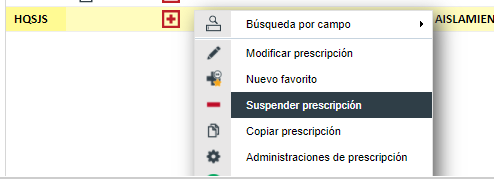 HQSJS
Búsqueda por campo
AISLAMIEN
Modificar prescripción
Nuevo favorito
Suspender prescripción
Copiar prescripción
Administraciones de prescripción